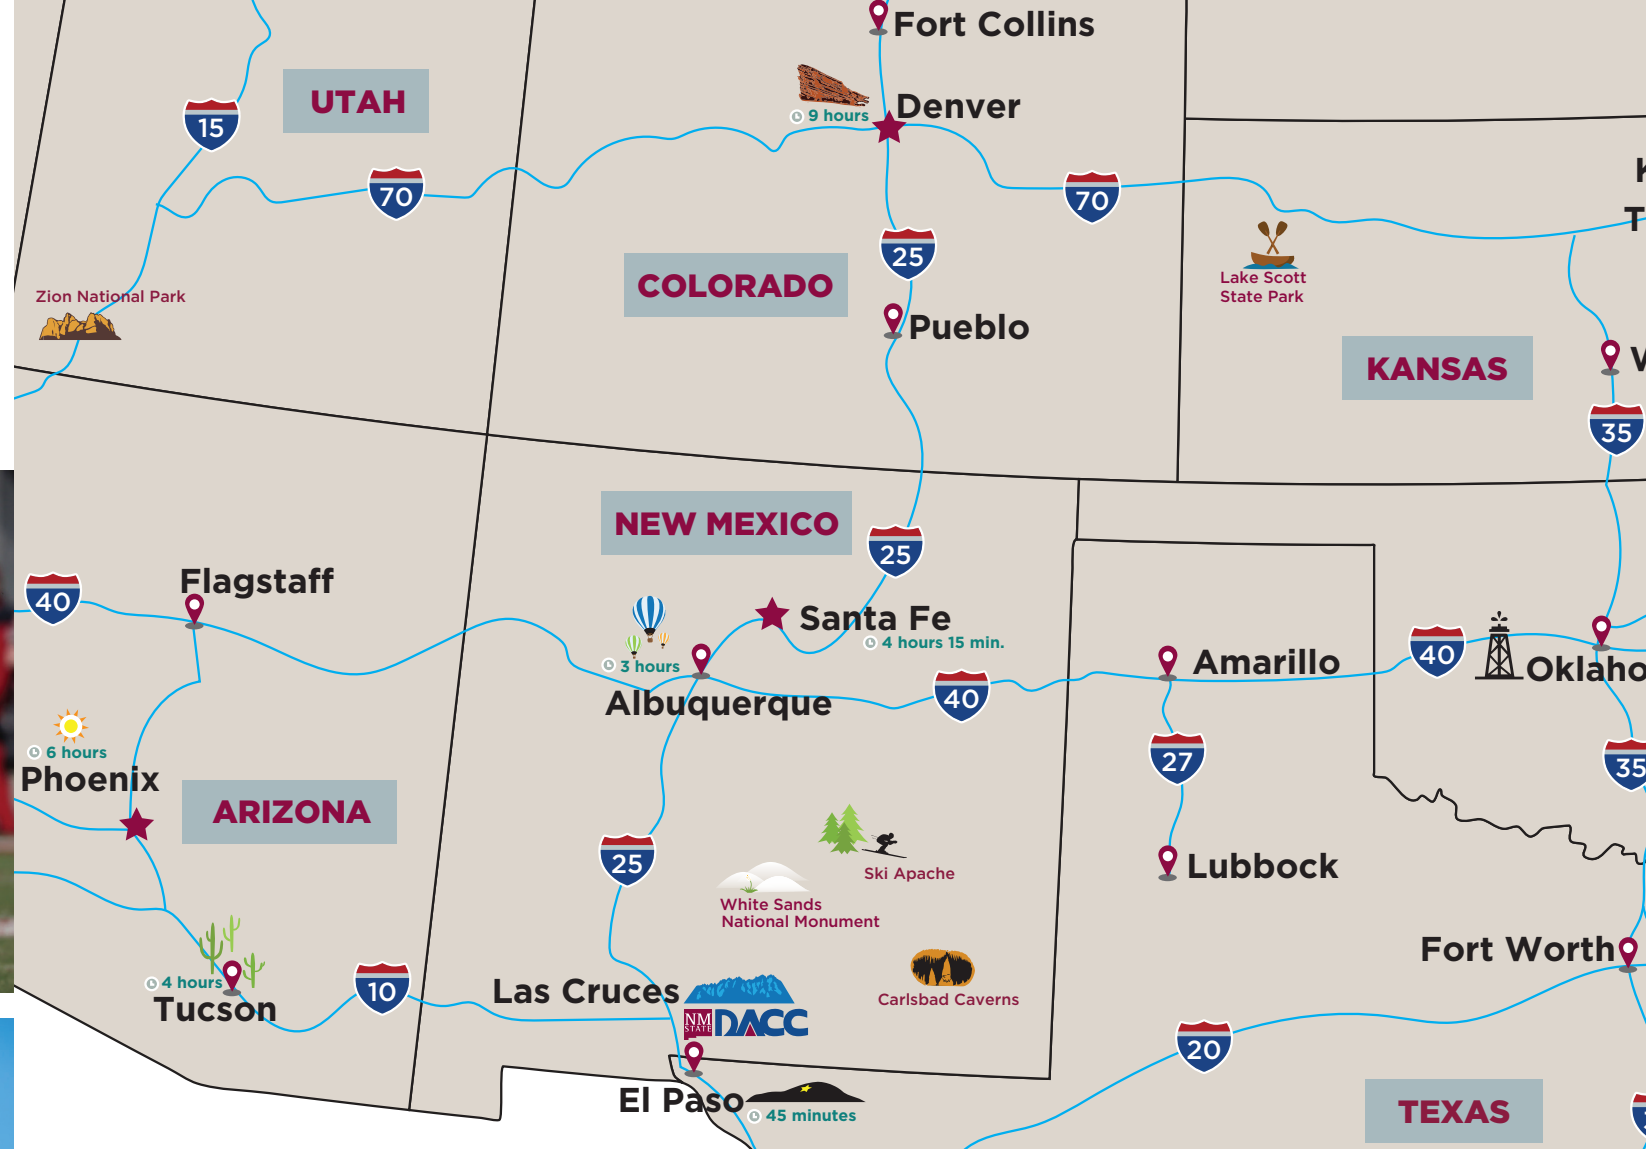 Fort Collins
UTAH
15
9 hours
Denver
70
70
25
COLORADO
Lake Scott
State Park
Zion National Park
Pueblo
KANSAS
35
NEW MEXICO
25
Flagstaff
40
Santa Fe
4 hours 15 min.
3 hours
Albuquerque
40
Amarillo
40
6 hours
Phoenix
27
35
ARIZONA
25
Ski Apache
Lubbock
White Sands
National Monument
Fort Worth
4 hours
Tucson
10
Las Cruces
Carlsbad Caverns
NM
STATE
DACC
20
El Paso
45 minutes
TEXAS